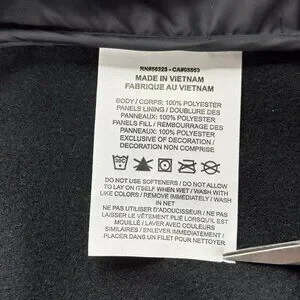 RN#56323 - CA#05553
MADE IN VIETNAM
FABRIQUE AU VIETNAM
BODY / CORPS: 100% POLYESTER
PANELS LINING / DOUBLURE DES
PANNEAUX: 100% POLYESTER
PANELS FILL / REMBOURRAGE DES
PANNEAUX: 100% POLYESTER
EXCLUSIVE OF DECORATION /
DECORATION NON COMPRISE
DO NOT USE SOFTENERS / DO NOT ALLOW
TO LAY ON ITSELF WHEN WET / WASH WITH
LIKE COLORS / REMOVE IMMEDIATELY / WASH
IN NET
NE PAS UTILISER D'ADOUCISSEUR / NE PAS
LAISSER LE VÊTEMENT PLIÉ LORSQU'IL EST
MOUILLÉ / LAVER AVEC COULEURS
SIMILAIRES / ENLEVER IMMÉDIATEMENT /
PLACER DANS UN FILET POUR NETTOYER